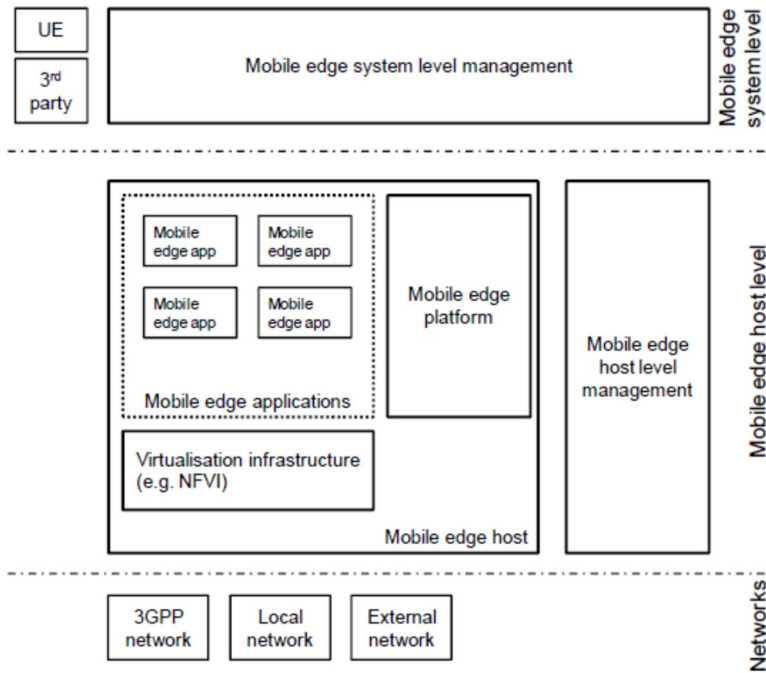 UE
3rd
party
Mobile edge system level management
Mobile edge
system level
Mobile
edge app
Mobile
edge app
Mobile
edge app
Mobile
edge app
Mobile edge applications
Mobile edge
platform
Virtualisation infrastructure
(e.g. NFVI)
Mobile edge host
Mobile edge
host level
management
Mobile edge host level
3GPP
network
Local
network
External
network
Networks